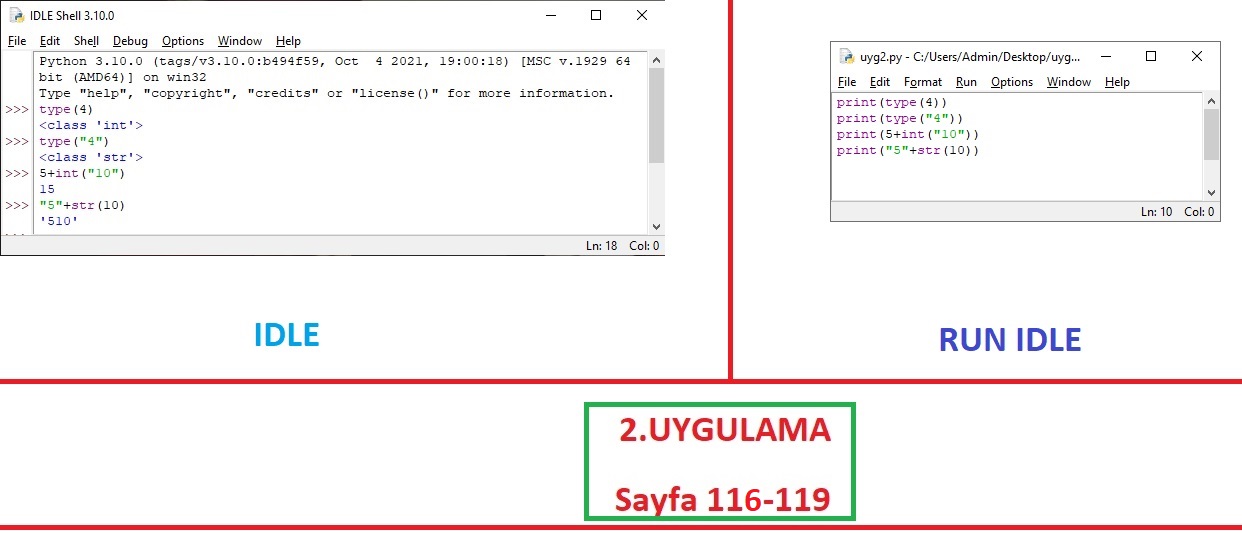 IDLE Shell 3.10.0
File Edit Shell Debug Options Window Help
Python 3.10.0 (tags/v3.10.0:b494f59, Oct  4 2021, 19:00:18) [MSC v.1929 64
bit (AMD64)] on win32
Type "help", "copyright", "credits" or "license()" for more information.
>>> type(4)
<class 'int'>
>>> type("4")
<class 'str'>
>>> 5+int("10")
15
>>> "5"+str(10)
'510'
Ln: 18 Col: 0
IDLE
uyg2.py - C:/Users/Admin/Desktop/uyg...
File Edit Format Run Options Window Help
print(type(4))
print(type("4"))
print(5+int("10"))
print("5"+str(10))
Ln: 10 Col: 0
RUN IDLE
2.UYGULAMA
Sayfa 116-119